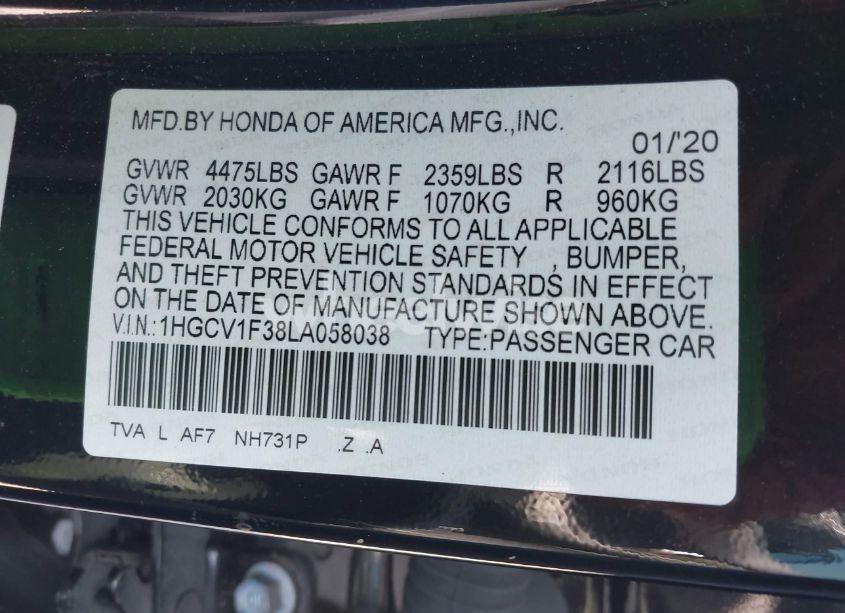 MFD.BY HONDA OF AMERICA MFG.,INC.
01/'20
GVWR 4475LBS GAWR F 2359LBS R 2116LBS
GVWR 2030KG GAWR F 1070KG R 960KG
THIS VEHICLE CONFORMS TO ALL APPLICABLE
FEDERAL MOTOR VEHICLE SAFETY , BUMPER,
AND THEFT PREVENTION STANDARDS IN EFFECT
ON THE DATE OF MANUFACTURE SHOWN ABOVE.
V.I.N.:1HGCV1F38LA058038 TYPE:PASSENGER CAR
TVA L AF7 NH731P .Z .A